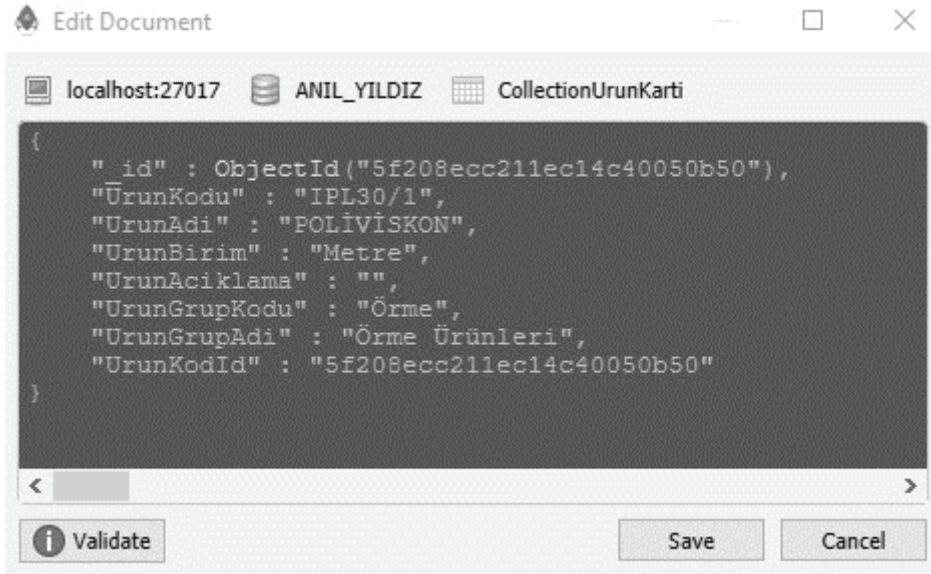 Edit Document
localhost:27017 ANIL_YILDIZ CollectionUrunKarti
{
"_id" : ObjectId("5f208ecc211ec14c40050b50"),
"UrunKodu" : "IPL30/1",
"UrunAdi" : "POLİVİSKON",
"UrunBirim" : "Metre",
"UrunAciklama" : "",
"UrunGrupKodu" : "Örme",
"UrunGrupAdi" : "Örme Ürünleri",
"UrunKodId" : "5f208ecc211ec14c40050b50"
}
Validate Save Cancel